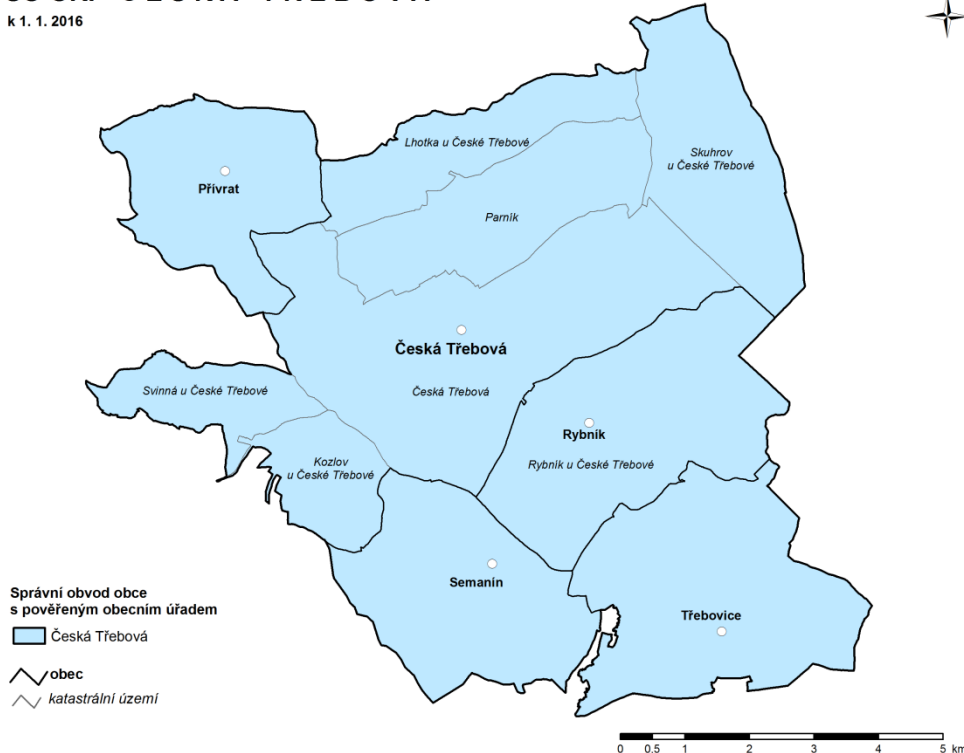 k 1. 1. 2016
Lhotka u České Třebové
Skuhrov
u České Třebové
Přívrat
Parník
Česká Třebová
Česká Třebová
Svinná u České Třebové
Rybník
Kozlov
u České Třebové
Rybník u České Třebové
Semanín
Třebovice
Správní obvod obce
s pověřeným obecním úřadem
Česká Třebová
obec
katastrální území
0 0.5 1 2 3 4 5 km